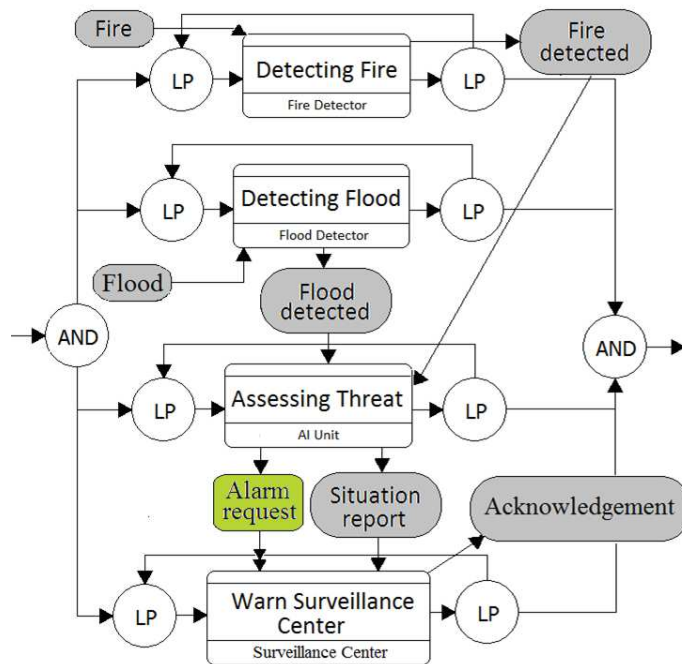 Fire
Fire
detected
LP
Detecting Fire
LP
Fire Detector
LP
Detecting Flood
LP
Flood Detector
Flood
Flood
detected
AND
AND
LP
Assessing Threat
LP
AI Unit
Alarm
request
Situation
report
Acknowledgement
LP
Warn Surveillance
Center
LP
Surveillance Center